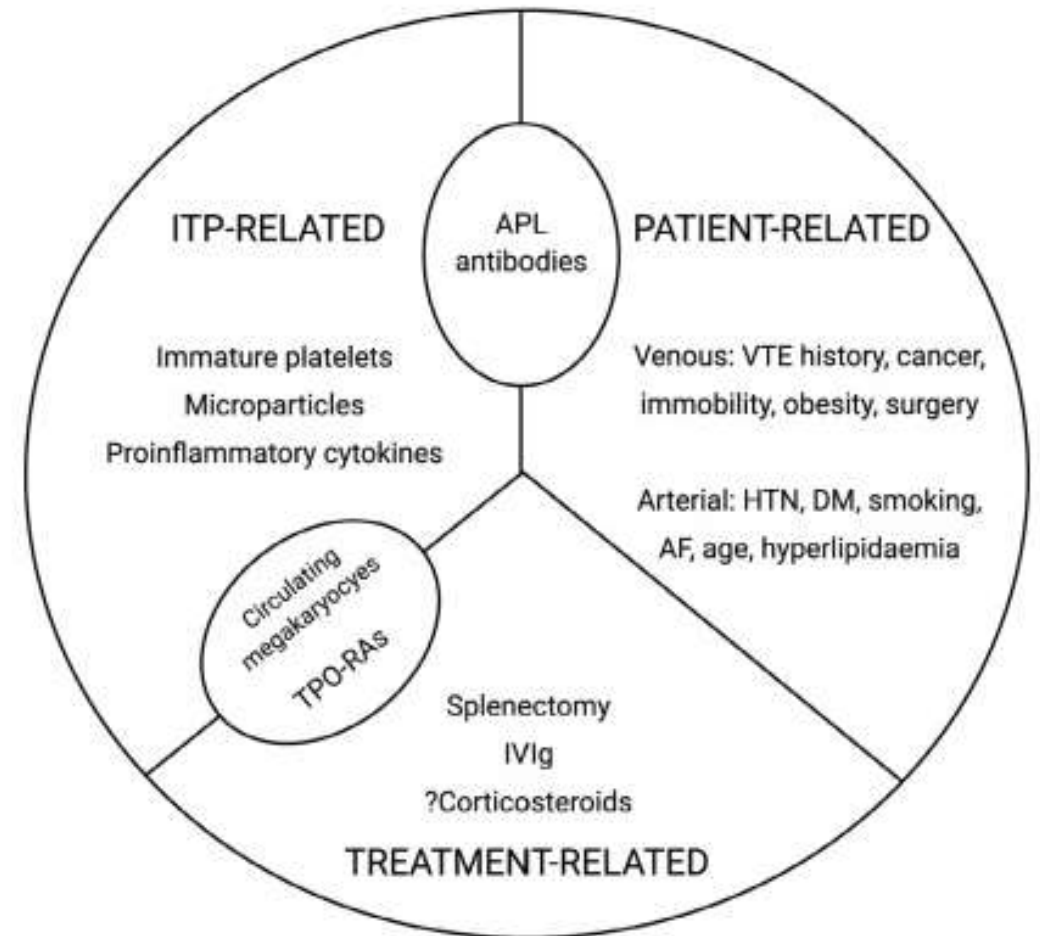 ITP-RELATED
Immature platelets
Microparticles
Proinflammatory cytokines
APL
antibodies
PATIENT-RELATED
Venous: VTE history, cancer,
immobility, obesity, surgery
Arterial: HTN, DM, smoking,
AF, age, hyperlipidaemia
Circulating
megakaryocyes
TPO-RAs
Splenectomy
IVIg
?Corticosteroids
TREATMENT-RELATED